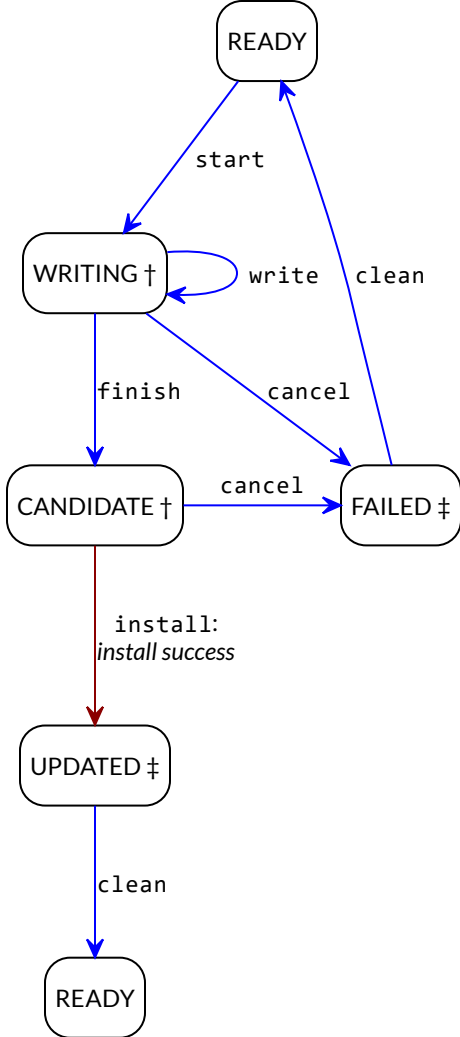 READY
start
WRITING †
write
clean
finish
cancel
CANDIDATE †
cancel
FAILED ‡
install:
install success
UPDATED ‡
clean
READY